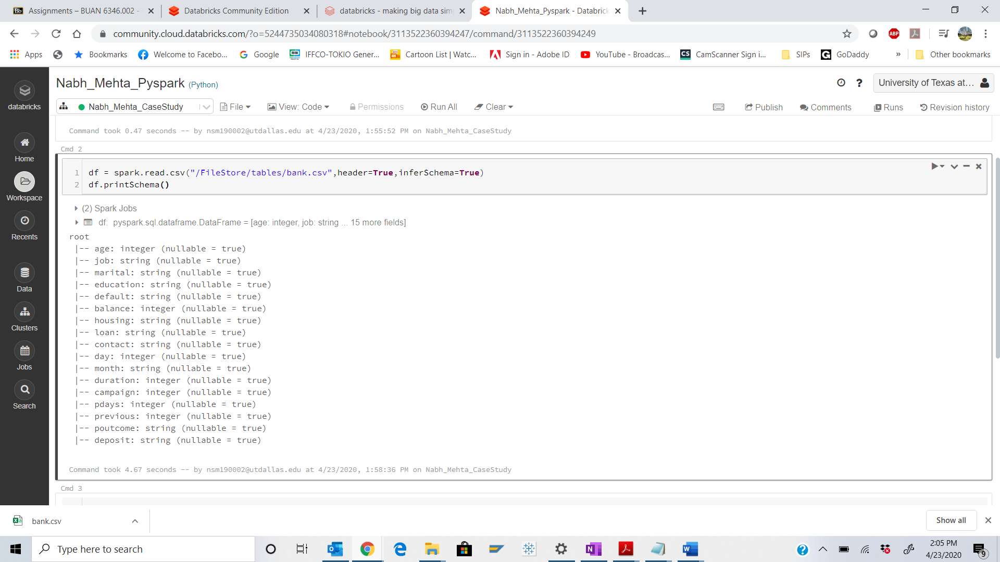 Assignments – BUAN 6346.002 -
Databricks Community Edition
databricks - making big data sim
Nabh_Mehta_Pyspark - Databrick
community.cloud.databricks.com/?o=5244735034080318#notebook/3113522360394247/command/3113522360394249
ABP
Apps
Bookmarks
Welcome to Facebo...
Google
IFFCO-TOKIO Gener...
Cartoon List | Watc...
Sign in - Adobe ID
YouTube - Broadcas...
CS
CamScanner Sign i...
SIPs
GoDaddy
»
Other bookmarks
databricks
Home
Workspace
Recents
Data
Clusters
Jobs
Search
Nabh_Mehta_Pyspark (Python)
University of Texas at...
Nabh_Mehta_CaseStudy
File
View: Code
Permissions
Run All
Clear
Publish
Comments
Runs
Revision history
Command took 0.47 seconds -- by nsm190002@utdallas.edu at 4/23/2020, 1:55:52 PM on Nabh_Mehta_CaseStudy
Cmd 2
1 df = spark.read.csv("/FileStore/tables/bank.csv",header=True,inferSchema=True)
2 df.printSchema()
(2) Spark Jobs
df: pyspark.sql.dataframe.DataFrame = [age: integer, job: string ... 15 more fields]
root
|-- age: integer (nullable = true)
|-- job: string (nullable = true)
|-- marital: string (nullable = true)
|-- education: string (nullable = true)
|-- default: string (nullable = true)
|-- balance: integer (nullable = true)
|-- housing: string (nullable = true)
|-- loan: string (nullable = true)
|-- contact: string (nullable = true)
|-- day: integer (nullable = true)
|-- month: string (nullable = true)
|-- duration: integer (nullable = true)
|-- campaign: integer (nullable = true)
|-- pdays: integer (nullable = true)
|-- previous: integer (nullable = true)
|-- poutcome: string (nullable = true)
|-- deposit: string (nullable = true)
Command took 4.67 seconds -- by nsm190002@utdallas.edu at 4/23/2020, 1:58:36 PM on Nabh_Mehta_CaseStudy
Cmd 3
bank.csv
Show all
Type here to search
2:05 PM
4/23/2020
9